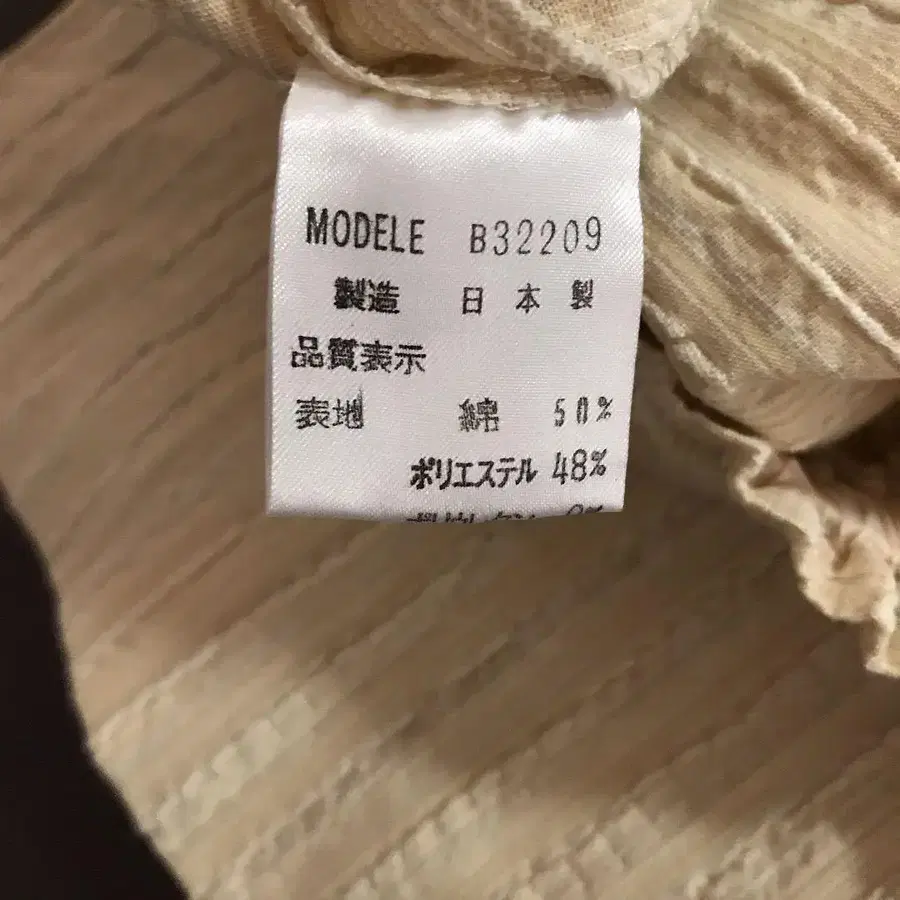 MODELE B32209
製造 日本製
品質表示
表地 綿 50%
ポリエステル 48%